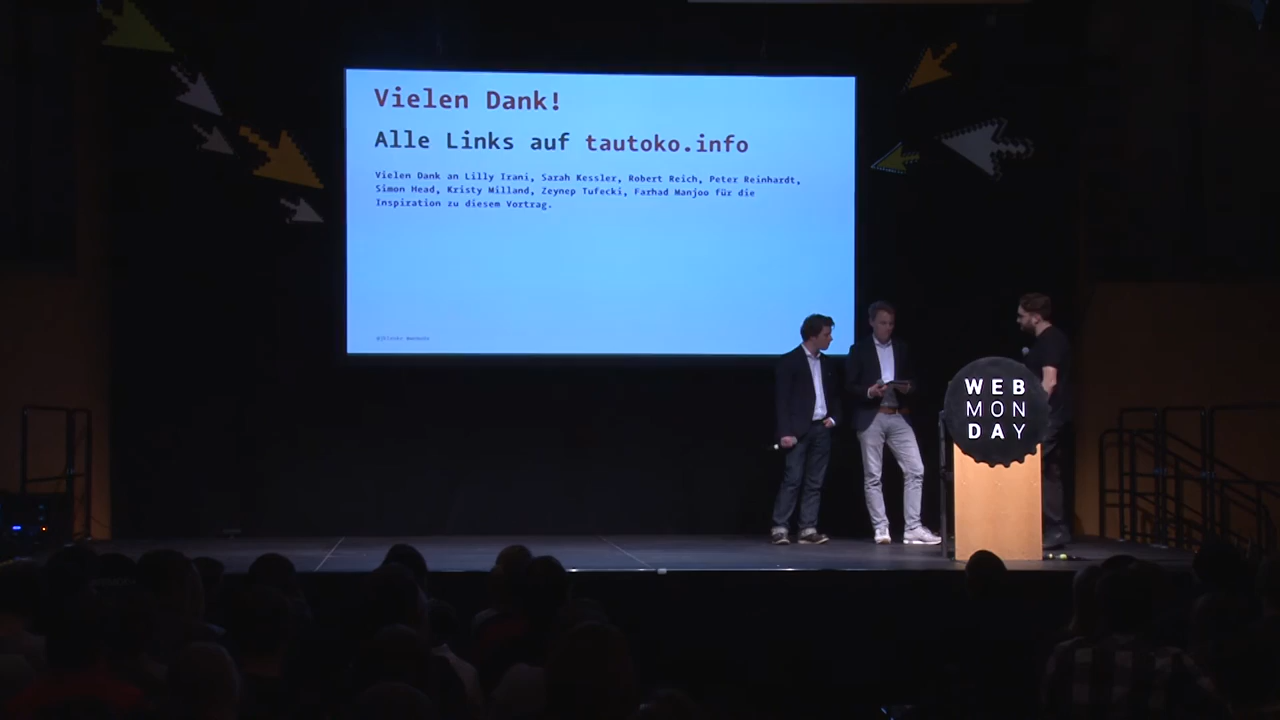 Vielen Dank!
Alle Links auf tautoko.info
Vielen Dank an Lilly Irani, Sarah Kessler, Robert Reich, Peter Reinhardt,
Simon Head, Kristy Milland, Zeynep Tufecki, Farhad Manjoo für die
Inspiration zu diesem Vortrag.
WEB
MON
DAY